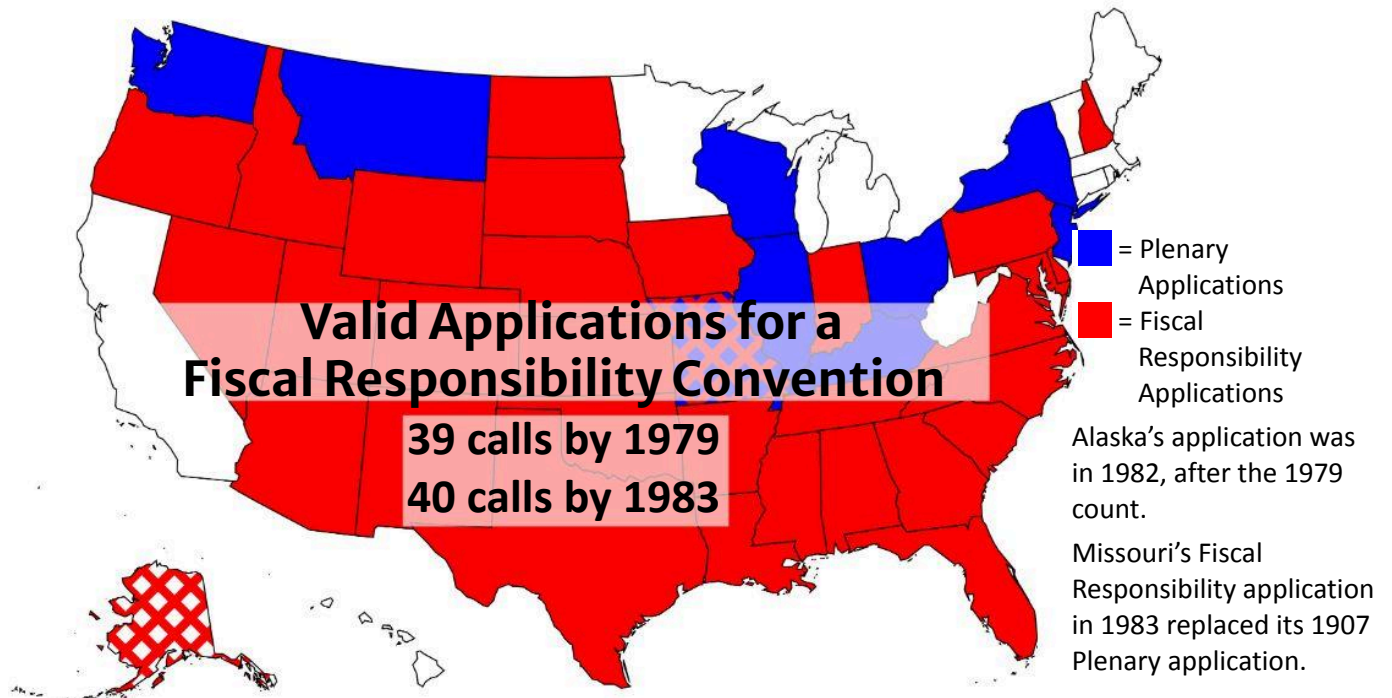 Valid Applications for a
Fiscal Responsibility Convention
39 calls by 1979
40 calls by 1983
= Plenary
Applications
= Fiscal
Responsibility
Applications
Alaska’s application was
in 1982, after the 1979
count.
Missouri’s Fiscal
Responsibility application
in 1983 replaced its 1907
Plenary application.